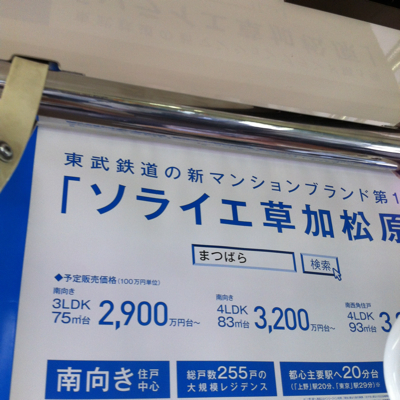 東武鉄道の新マンションブランド第1
「ソライエ草加松原
まつばら 検索
◆予定販売価格(100万円単位)
南向き
3LDK
75㎡台 2,900万円台~
南向き
4LDK
83㎡台 3,200万円台~
南西角住戸
4LD
93㎡台
南向き住戸中心
総戸数255戸の
大規模レジデンス
都心主要駅へ20分台
(「上野」駅20分、「東京」駅29分)※